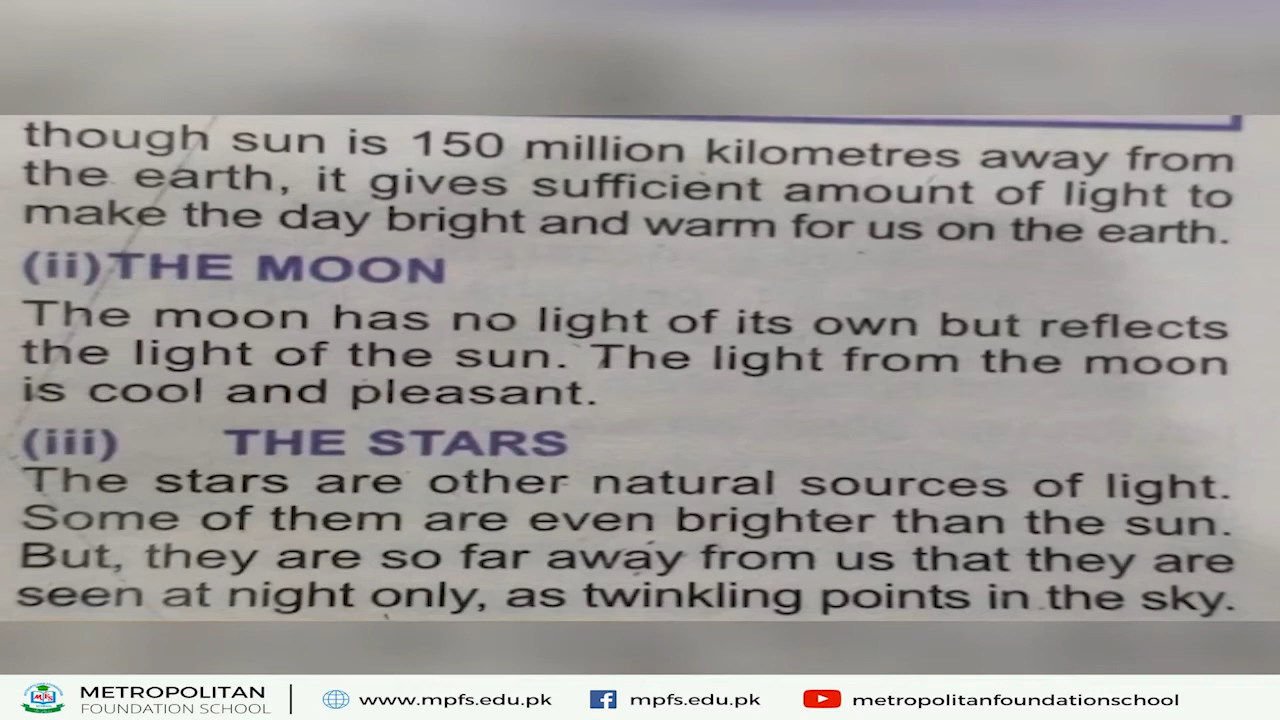 though sun is 150 million kilometres away from
the earth, it gives sufficient amount of light to
make the day bright and warm for us on the earth.
(ii) THE MOON
The moon has no light of its own but reflects
the light of the sun. The light from the moon
is cool and pleasant.
(iii) THE STARS
The stars are other natural sources of light.
Some of them are even brighter than the sun.
But, they are so far away from us that they are
seen at night only, as twinkling points in the sky.
METROPOLITAN
FOUNDATION SCHOOL
www.mpfs.edu.pk
mpfs.edu.pk
metropolitanfoundationschool